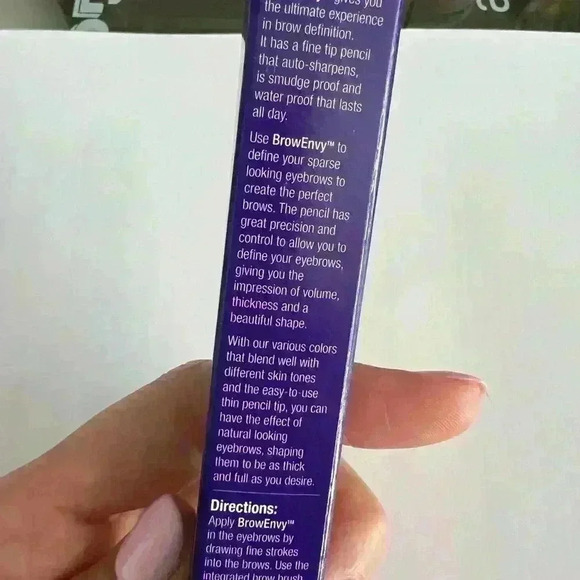 gives you
the ultimate experience
in brow definition.
It has a fine tip pencil
that auto-sharpens,
is smudge proof and
water proof that lasts
all day.
Use BrowEnvy™ to
define your sparse
looking eyebrows to
create the perfect
brows. The pencil has
great precision and
control to allow you to
define your eyebrows,
giving you the
impression of volume,
thickness and a
beautiful shape.
With our various colors
that blend well with
different skin tones
and the easy-to-use
thin pencil tip, you can
have the effect of
natural looking
eyebrows, shaping
them to be as thick
and full as you desire.
Directions:
Apply BrowEnvy™
in the eyebrows by
drawing fine strokes
into the brows. Use the
integrated brow brush